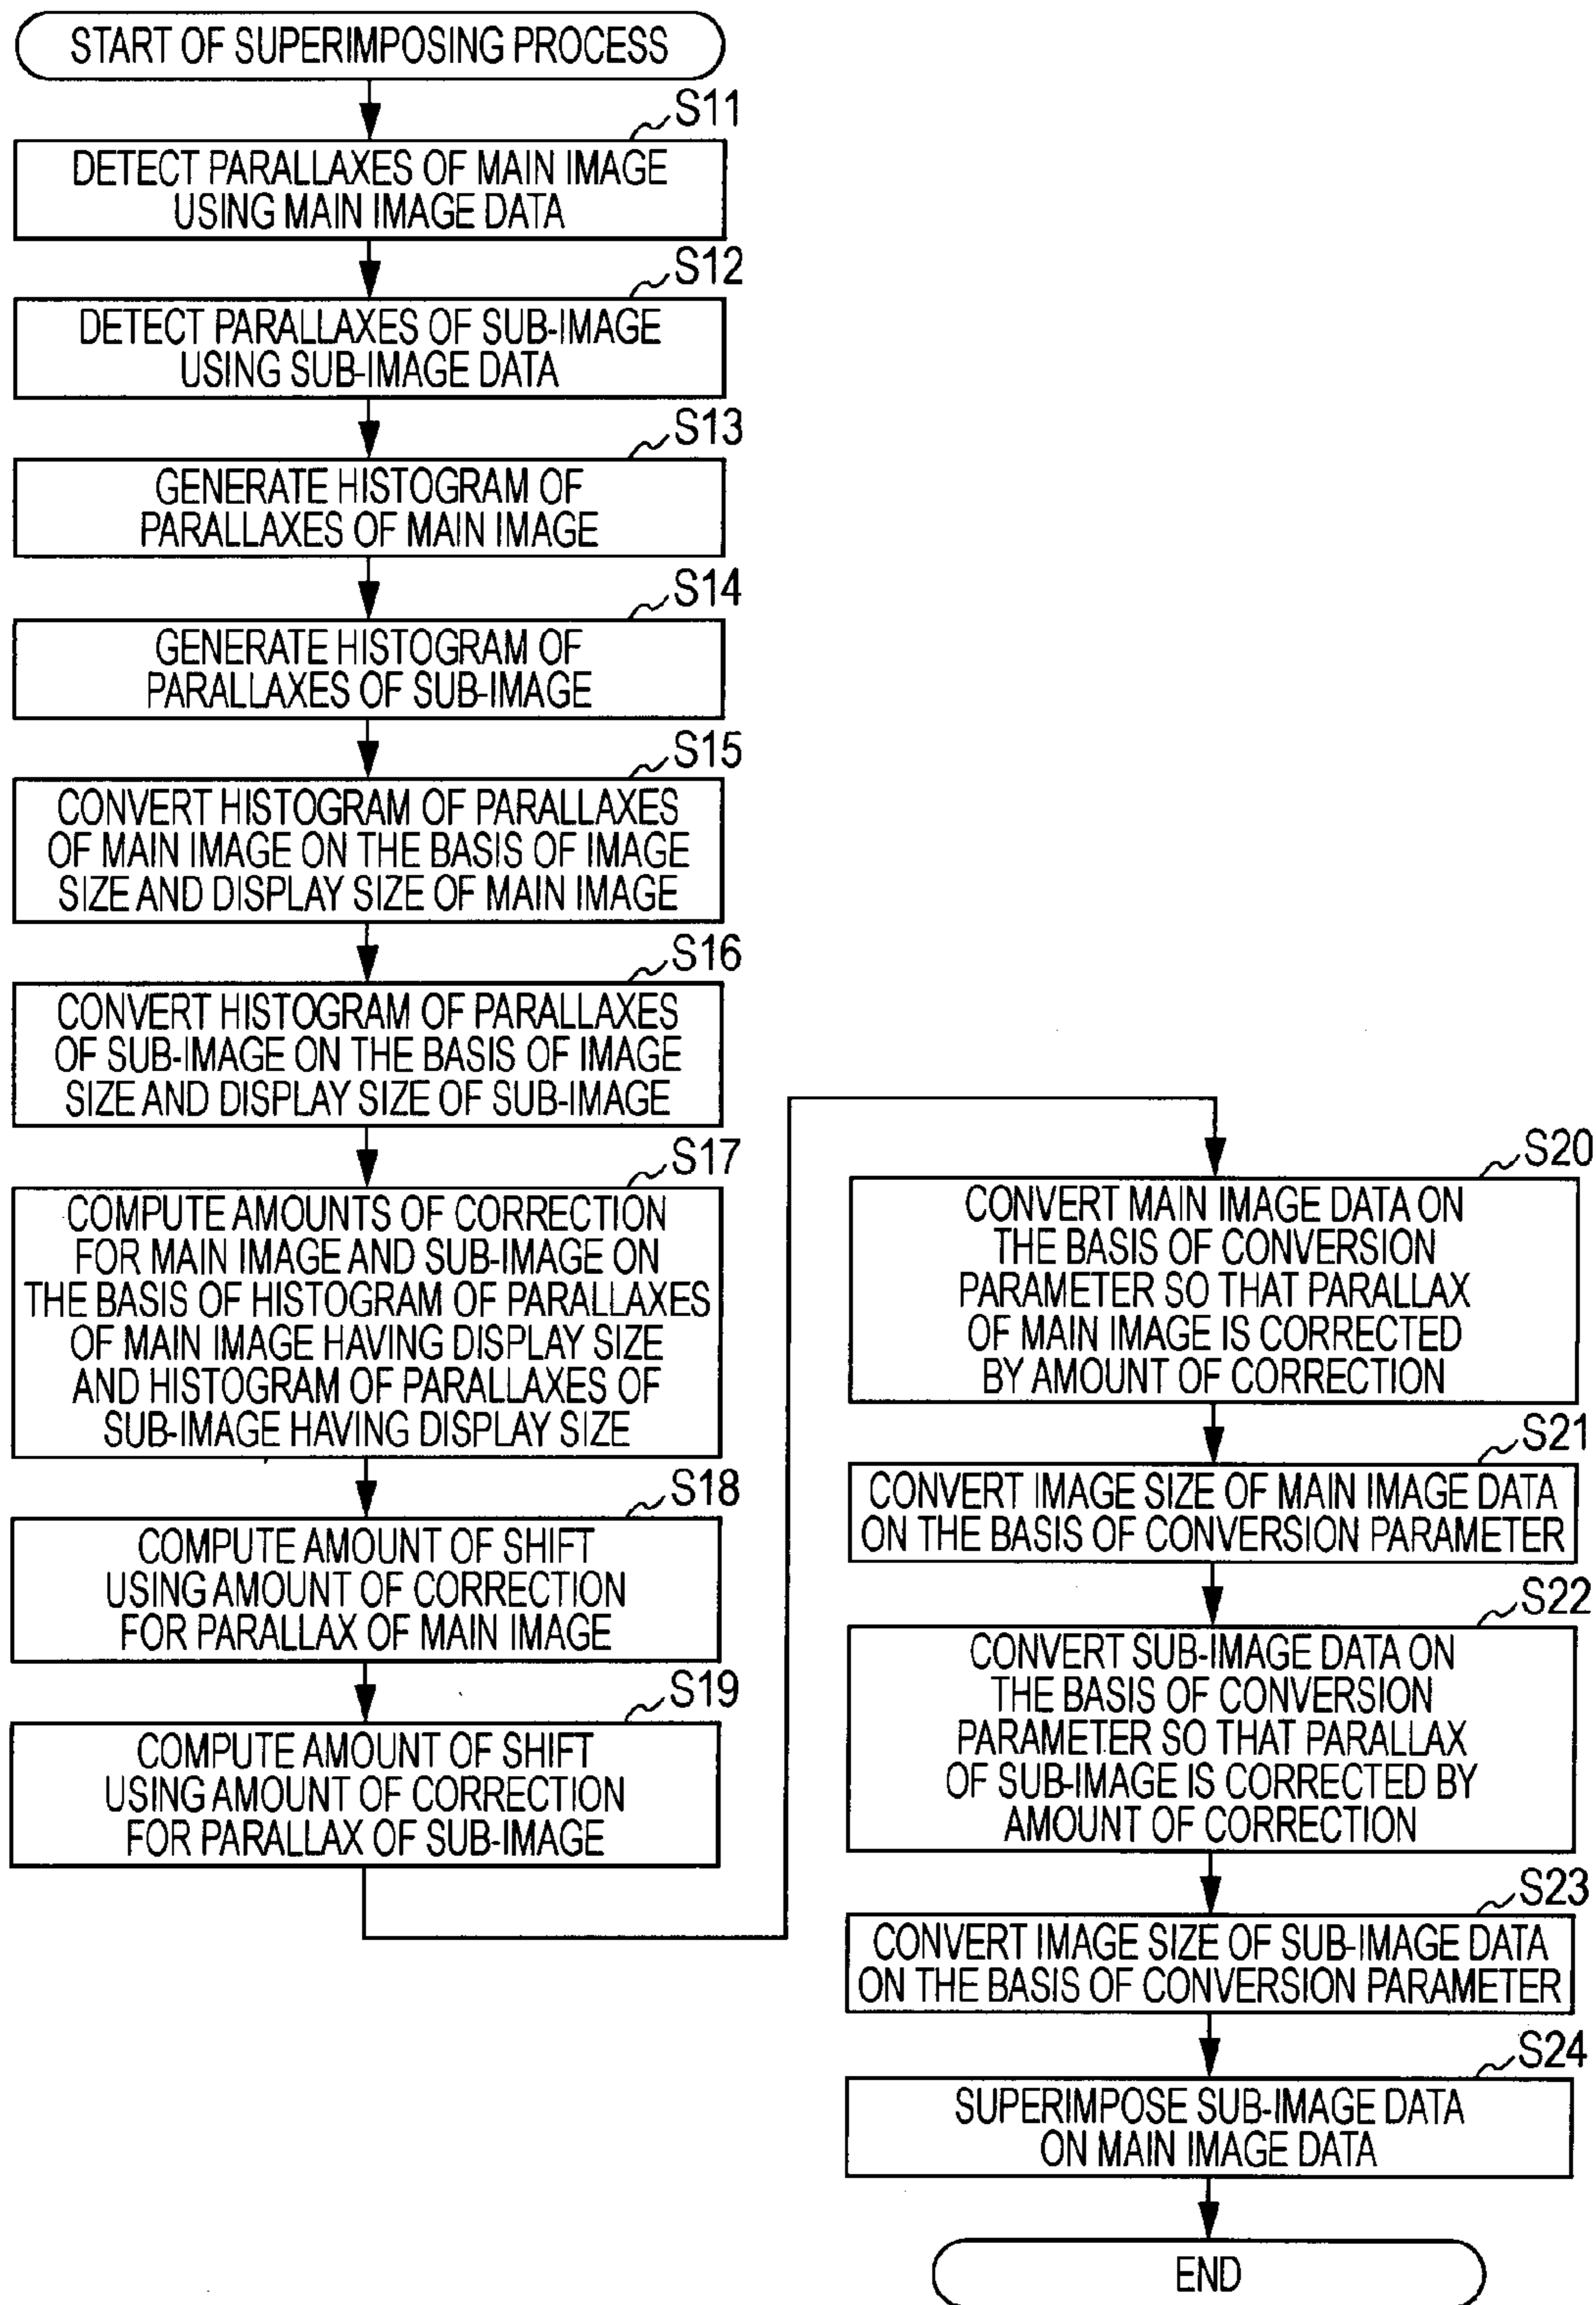 START OF SUPERIMPOSING PROCESS
S11
DETECT PARALLAXES OF MAIN IMAGE
USING MAIN IMAGE DATA
S12
DETECT PARALLAXES OF SUB-IMAGE
USING SUB-IMAGE DATA
S13
GENERATE HISTOGRAM OF
PARALLAXES OF MAIN IMAGE
S14
GENERATE HISTOGRAM OF
PARALLAXES OF SUB-IMAGE
S15
CONVERT HISTOGRAM OF PARALLAXES
OF MAIN IMAGE ON THE BASIS OF IMAGE
SIZE AND DISPLAY SIZE OF MAIN IMAGE
S16
CONVERT HISTOGRAM OF PARALLAXES
OF SUB-IMAGE ON THE BASIS OF IMAGE
SIZE AND DISPLAY SIZE OF SUB-IMAGE
S17
COMPUTE AMOUNTS OF CORRECTION
FOR MAIN IMAGE AND SUB-IMAGE ON
THE BASIS OF HISTOGRAM OF PARALLAXES
OF MAIN IMAGE HAVING DISPLAY SIZE
AND HISTOGRAM OF PARALLAXES OF
SUB-IMAGE HAVING DISPLAY SIZE
S18
COMPUTE AMOUNT OF SHIFT
USING AMOUNT OF CORRECTION
FOR PARALLAX OF MAIN IMAGE
S19
COMPUTE AMOUNT OF SHIFT
USING AMOUNT OF CORRECTION
FOR PARALLAX OF SUB-IMAGE
S20
CONVERT MAIN IMAGE DATA ON
THE BASIS OF CONVERSION
PARAMETER SO THAT PARALLAX
OF MAIN IMAGE IS CORRECTED
BY AMOUNT OF CORRECTION
S21
CONVERT IMAGE SIZE OF MAIN IMAGE DATA
ON THE BASIS OF CONVERSION PARAMETER
S22
CONVERT SUB-IMAGE DATA ON
THE BASIS OF CONVERSION
PARAMETER SO THAT PARALLAX
OF SUB-IMAGE IS CORRECTED BY
AMOUNT OF CORRECTION
S23
CONVERT IMAGE SIZE OF SUB-IMAGE DATA
ON THE BASIS OF CONVERSION PARAMETER
S24
SUPERIMPOSE SUB-IMAGE DATA
ON MAIN IMAGE DATA
END